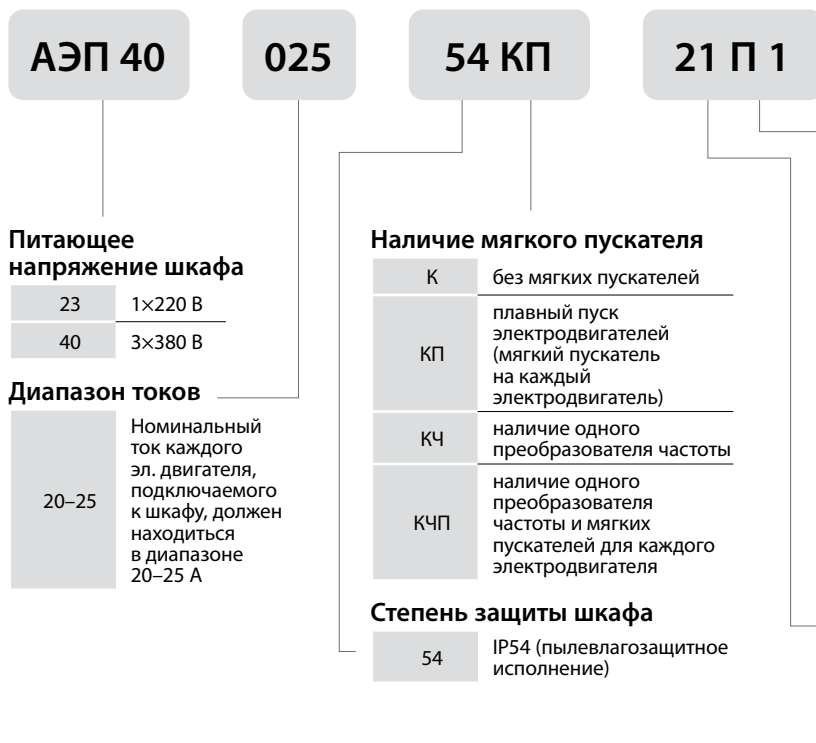 АЭП 40
025
54 КП
21 П 1
Питающее
напряжение шкафа
23 1×220 В
40 3×380 В
Диапазон токов
20–25
Номинальный
ток каждого
эл. двигателя,
подключаемого
к шкафу, должен
находиться
в диапазоне
20–25 А
Наличие мягкого пускателя
К без мягких пускателей
КП
плавный пуск
электродвигателей
(мягкий пускатель
на каждый
электродвигатель)
КЧ
наличие одного
преобразователя частоты
КЧП
наличие одного
преобразователя
частоты и мягких
пускателей для каждого
электродвигателя
Степень защиты шкафа
54
IP54 (пылевлагозащитное
исполнение)